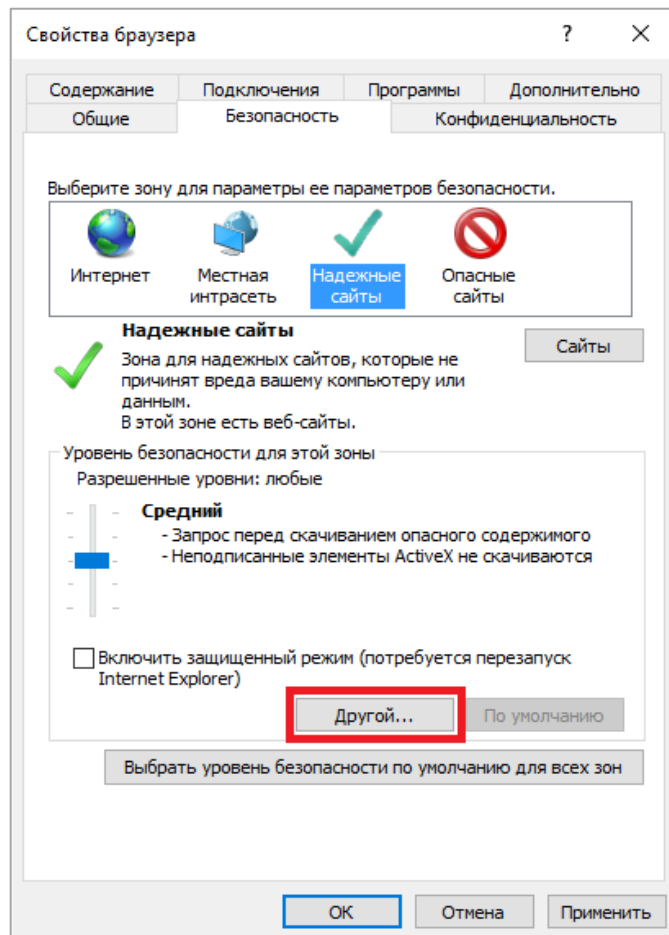 Свойства браузера ?
Содержание Подключения Программы Дополнительно
Общие Безопасность Конфиденциальность
Выберите зону для параметры ее параметров безопасности.
Интернет Местная интрасеть Надежные сайты Опасные сайты
Надежные сайты
Сайты
Зона для надежных сайтов, которые не
причинят вреда вашему компьютеру или
данным.
В этой зоне есть веб-сайты.
Уровень безопасности для этой зоны
Разрешенные уровни: любые
Средний
- Запрос перед скачиванием опасного содержимого
- Неподписанные элементы ActiveX не скачиваются
Включить защищенный режим (потребуется перезапуск
Internet Explorer)
Другой... По умолчанию
Выбрать уровень безопасности по умолчанию для всех зон
ОК Отмена Применить